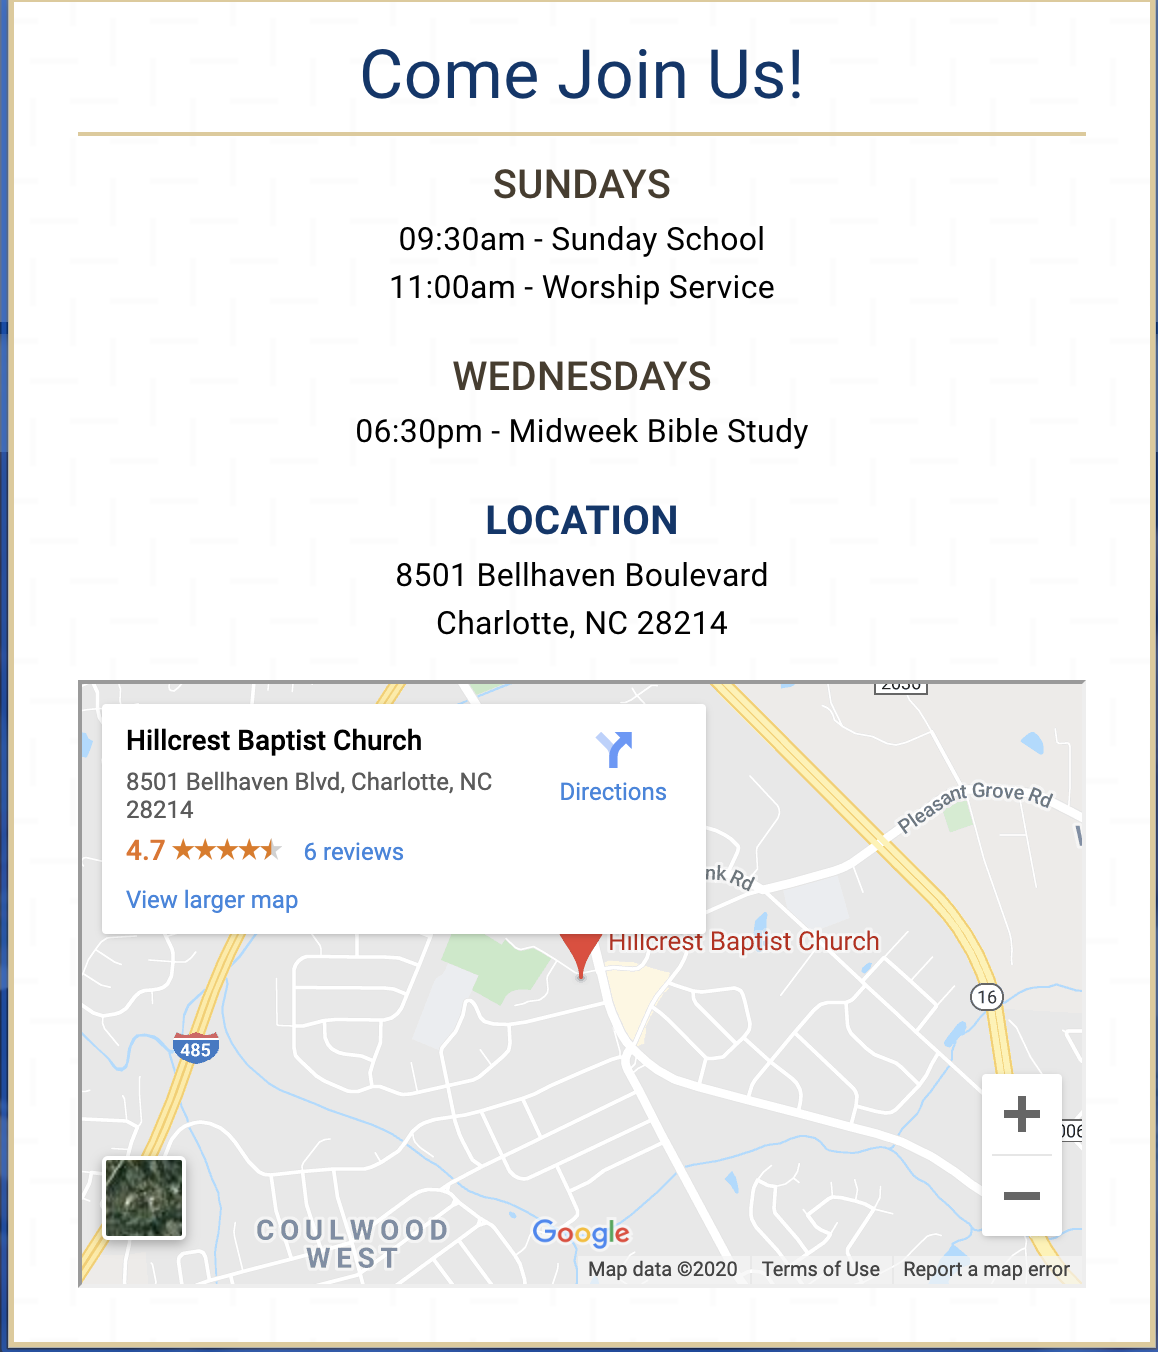 Come Join Us!
SUNDAYS
09:30am - Sunday School
11:00am - Worship Service
WEDNESDAYS
06:30pm - Midweek Bible Study
LOCATION
8501 Bellhaven Boulevard
Charlotte, NC 28214
Hillcrest Baptist Church
8501 Bellhaven Blvd, Charlotte, NC
28214
Directions
4.7 ★★★★★ 6 reviews
View larger map
Pleasant Grove Rd
nk Rd
Hillcrest Baptist Church
16
485
COULWOOD
WEST
Google
Map data ©2020 Terms of Use Report a map error